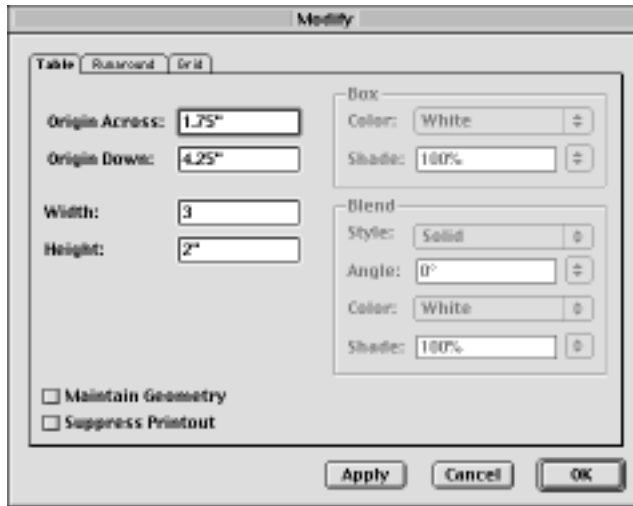 Modify
Table Runaround Grid
Origin Across: 1.75"
Origin Down: 4.25"
Width: 3
Height: 2"
Maintain Geometry
Suppress Printout
Box
Color: White
Shade: 100%
Blend
Style: Solid
Angle: 0°
Color: White
Shade: 100%
Apply Cancel OK